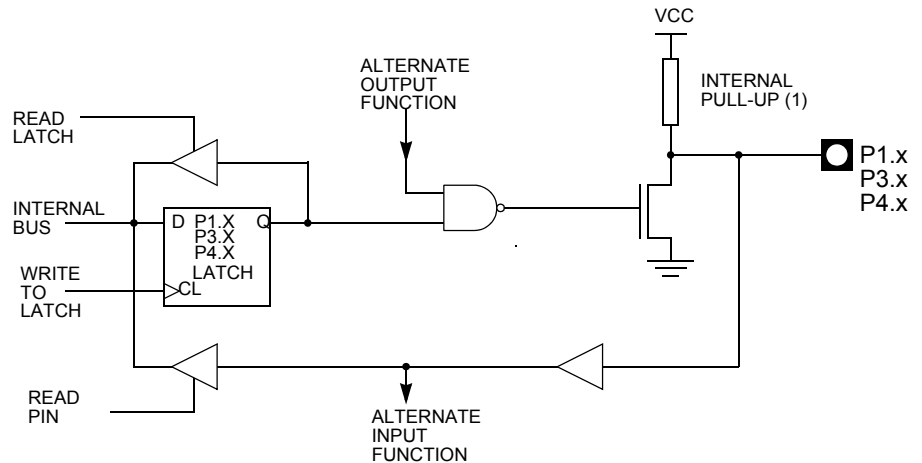 VCC
ALTERNATE
OUTPUT
FUNCTION
INTERNAL
PULL-UP (1)
READ
LATCH
P1.x
P3.x
P4.x
INTERNAL
BUS
D P1.X Q
P3.X
P4.X
LATCH
CL
WRITE
TO
LATCH
READ
PIN
ALTERNATE
INPUT
FUNCTION